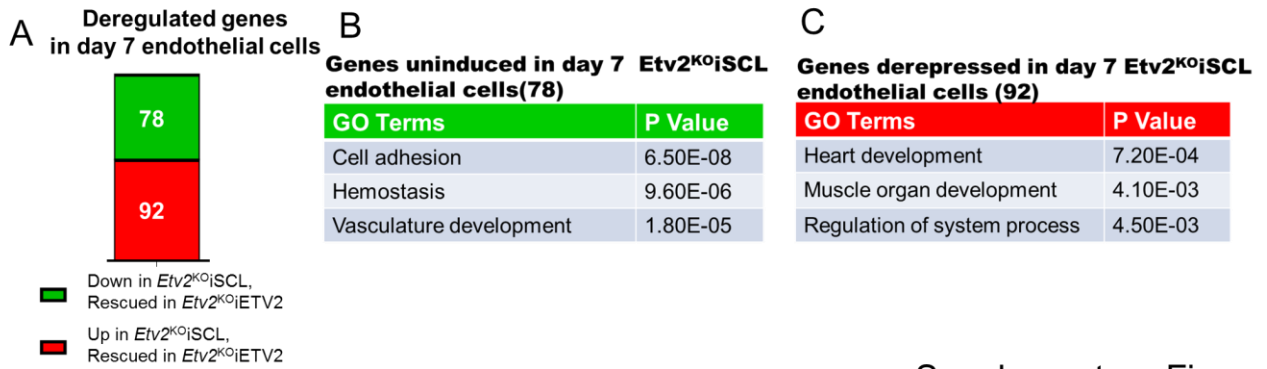 A
Deregulated genes
in day 7 endothelial cells
78
92
Down in Etv2KOiSCL,
Rescued in Etv2KOiETV2
Up in Etv2KOiSCL,
Rescued in Etv2KOiETV2
B
Genes uninduced in day 7 Etv2KOiSCL
endothelial cells(78)
GO Terms P Value
Cell adhesion 6.50E-08
Hemostasis 9.60E-06
Vasculature development 1.80E-05
C
Genes derepressed in day 7 Etv2KOiSCL
endothelial cells (92)
GO Terms P Value
Heart development 7.20E-04
Muscle organ development 4.10E-03
Regulation of system process 4.50E-03